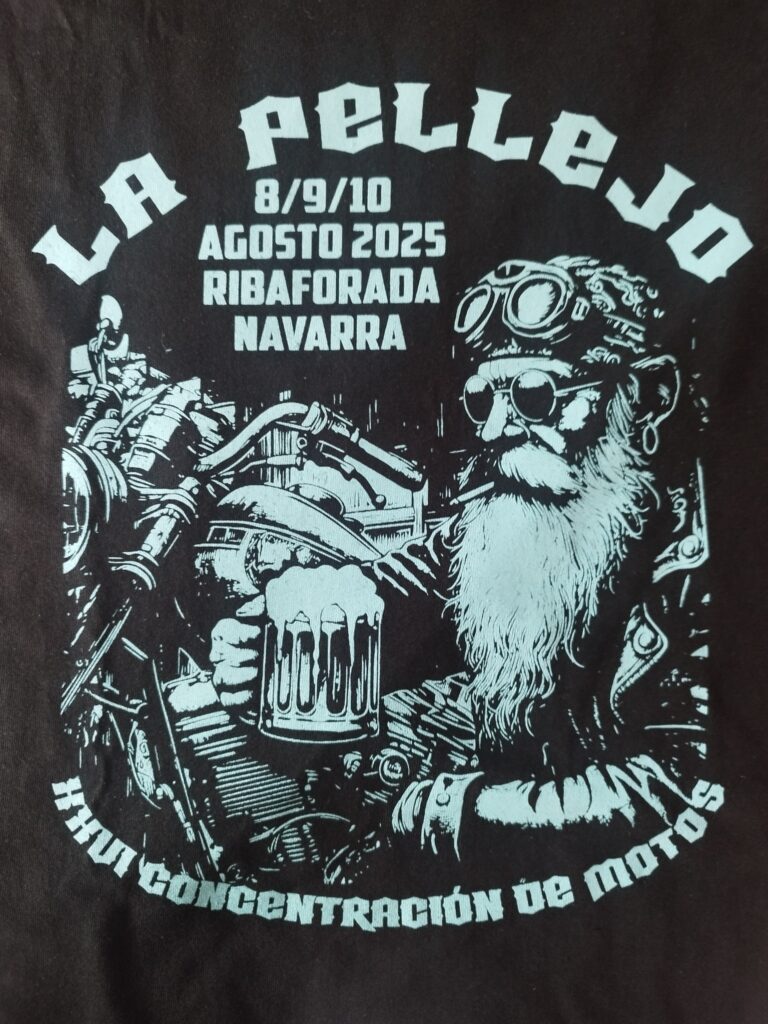 LA PELLEJO
8/9/10
AGOSTO 2025
RIBAFORADA
NAVARRA
XXVI CONCENTRACIÓN DE MOTOS